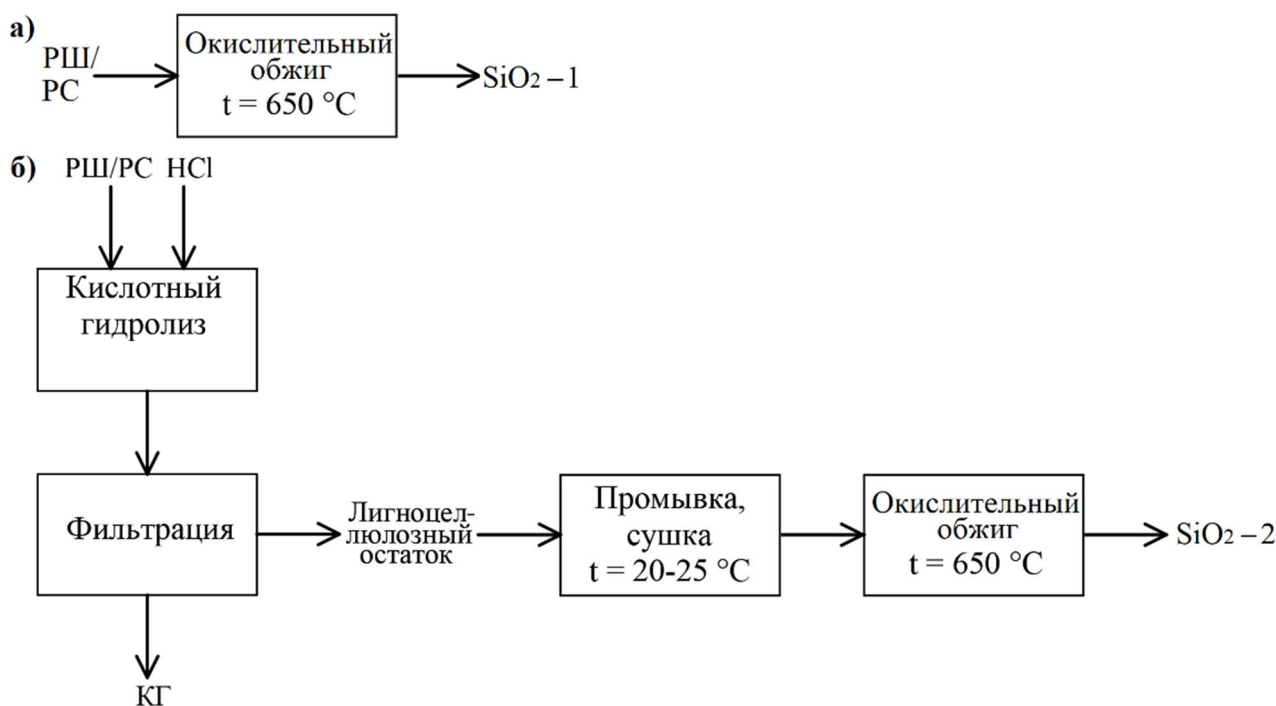 а)
РШ/
РС
Окислительный
обжиг
t = 650 °C
SiO2 – 1
б)
РШ/РС HCl
Кислотный
гидролиз
Фильтрация
Лигноцел-
люлозный
остаток
Промывка,
сушка
t = 20-25 °C
Окислительный
обжиг
t = 650 °C
SiO2 – 2
КГ